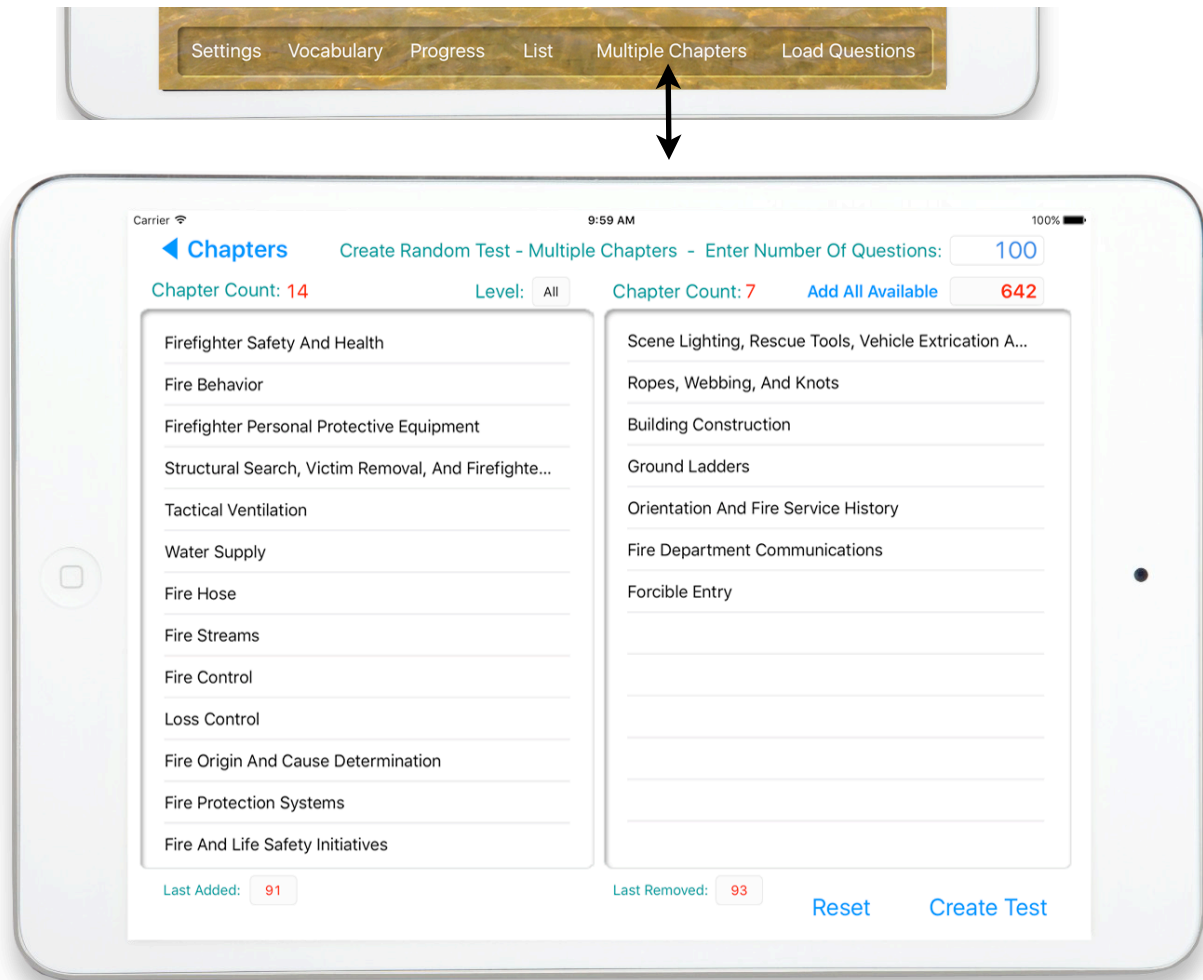 Settings Vocabulary Progress List Multiple Chapters Load Questions
Carrier 9:59 AM 100%
Chapters Create Random Test - Multiple Chapters - Enter Number Of Questions: 100
Chapter Count: 14 Level: All Chapter Count: 7 Add All Available 642
Firefighter Safety And Health
Fire Behavior
Firefighter Personal Protective Equipment
Structural Search, Victim Removal, And Firefighte...
Tactical Ventilation
Water Supply
Fire Hose
Fire Streams
Fire Control
Loss Control
Fire Origin And Cause Determination
Fire Protection Systems
Fire And Life Safety Initiatives
Scene Lighting, Rescue Tools, Vehicle Extrication A...
Ropes, Webbing, And Knots
Building Construction
Ground Ladders
Orientation And Fire Service History
Fire Department Communications
Forcible Entry
Last Added: 91
Last Removed: 93
Reset Create Test